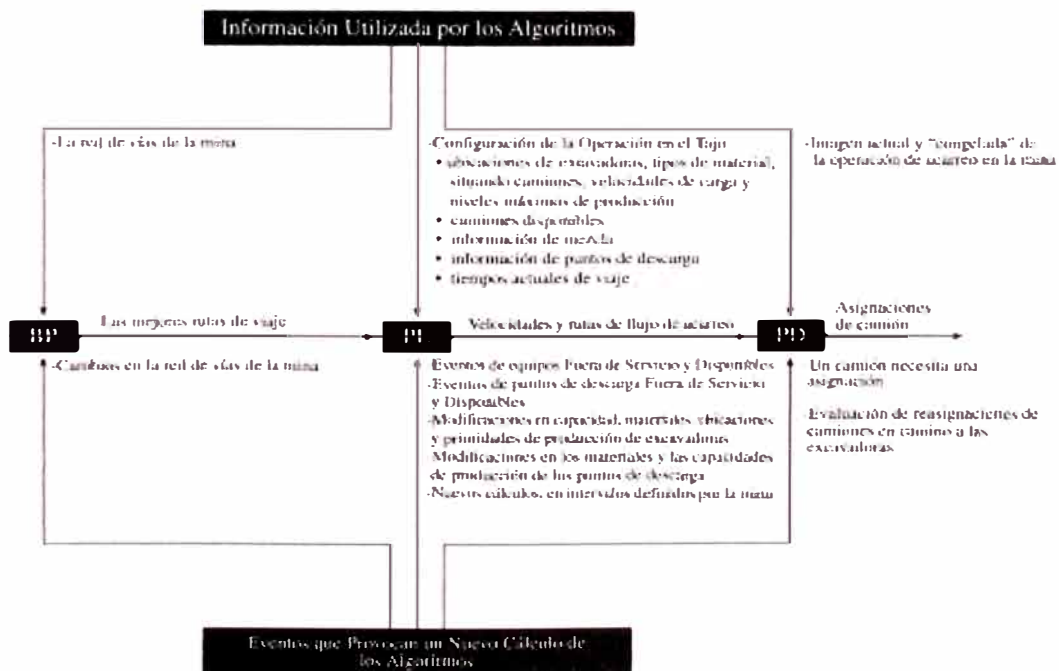 Información Utilizada por los Algoritmos
-La red de vías de la mina
-Configuración de la Operación en el Tajo
• ubicaciones de excavadoras, tipos de material,
situando camiones, velocidades de carga y
niveles máximos de producción
• camiones disponibles
• información de mezcla
• información de puntos de descarga
• tiempos actuales de viaje
-Imagen actual y "congelada" de
la operación de acarreo en la mina
BP
Las mejores rutas de viaje
PL
Velocidades y rutas de flujo de acarreo
PD
Asignaciones
de camión
-Cambios en la red de vías de la mina
-Eventos de equipos Fuera de Servicio y Disponibles
-Eventos de puntos de descarga Fuera de Servicio
y Disponibles
-Modificaciones en capacidad, materiales, ubicaciones
y prioridades de producción de excavadoras
-Modificaciones en los materiales y las capacidades
de producción de los puntos de descarga
-Nuevos cálculos, en intervalos definidos por la mina
Un camión necesita una
asignación
-Evaluación de reasignaciones de
camiones en camino a las
excavadoras
Eventos que Provocan un Nuevo Cálculo de
los Algoritmos